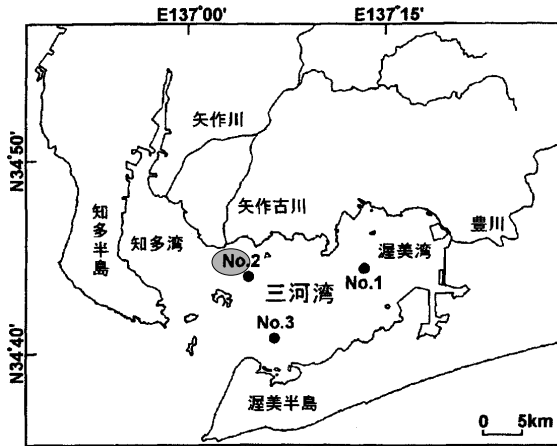 E137°00'
E137°15'
N34°50'
N34°40'
矢作川
矢作古川
豊川
知多半島
知多湾
渥美湾
No.2
No.1
三河湾
No.3
渥美半島
0 5km